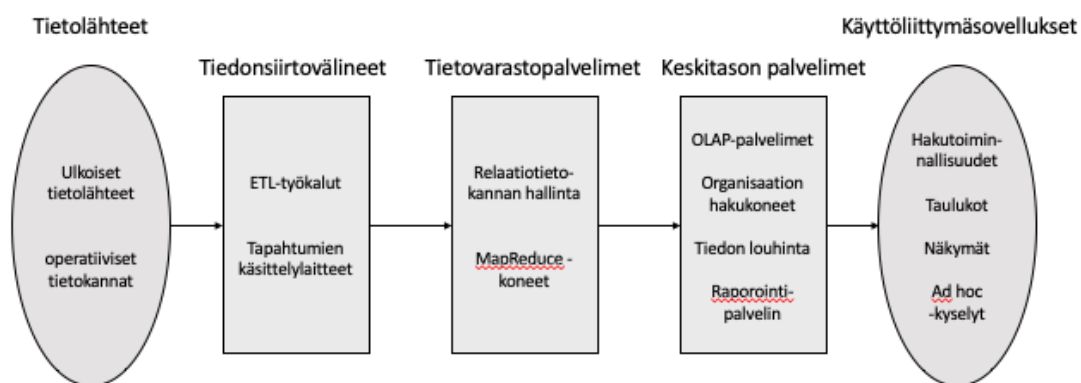 Tietolähteet
Ulkoiset
tietolähteet
operatiiviset
tietokannat
Tiedonsiirtovälineet
ETL-työkalut
Tapahtumien
käsittelylaitteet
Tietovarastopalvelimet
Relaatiotieto-
kannan hallinta
MapReduce -
koneet
Keskitason palvelimet
OLAP-palvelimet
Organisaation
hakukoneet
Tiedon louhinta
Raporointi-
palvelin
Käyttöliittymäsovellukset
Hakutoimin-
nallisuudet
Taulukot
Näkymät
Ad hoc
-kyselyt